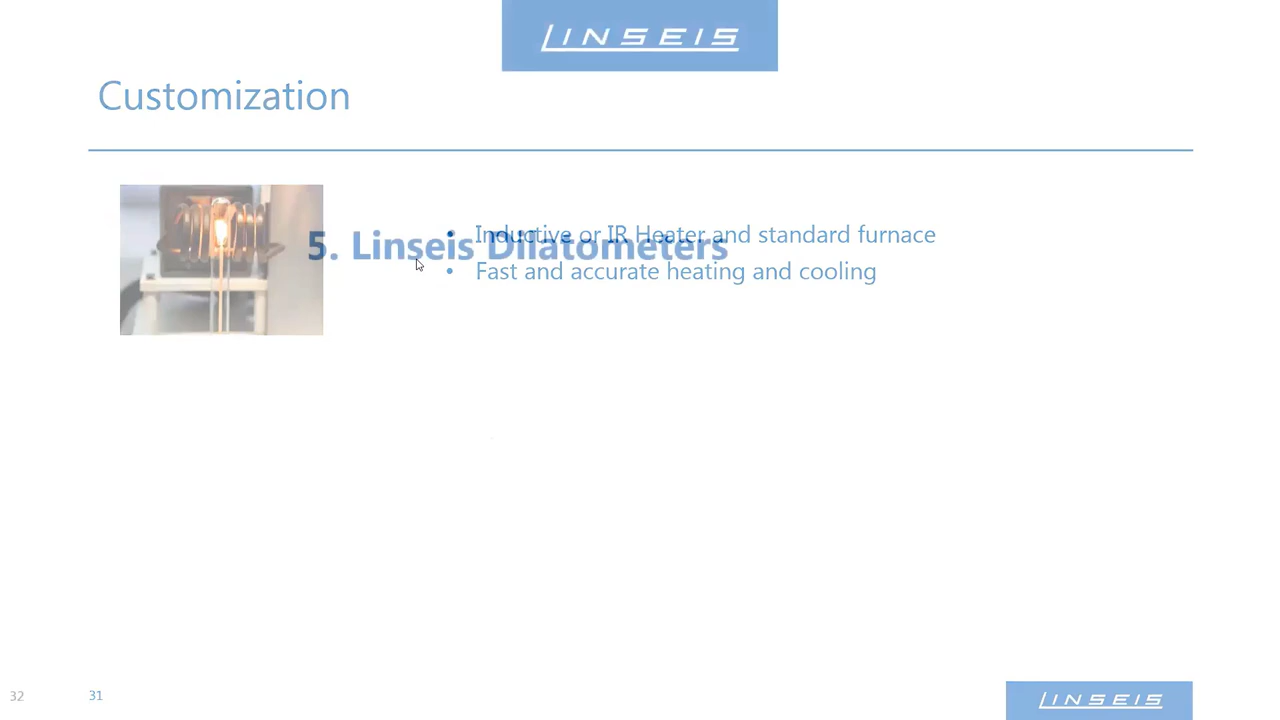 LINSEIS
Customization
• Inductive or IR Heater and standard furnace
5. Linseis Dilatometers
• Fast and accurate heating and cooling
32
31
LINSEIS